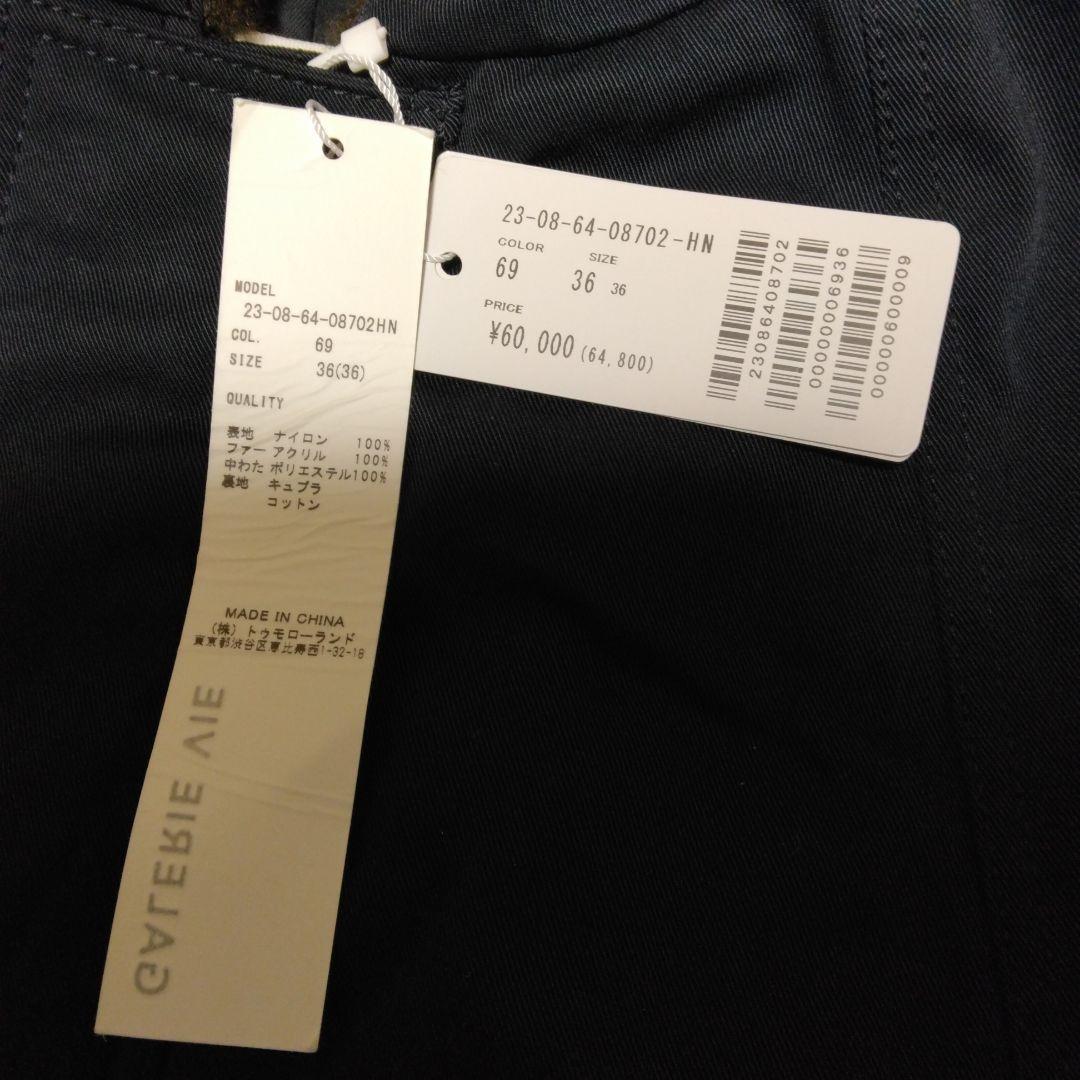 MODEL
23-08-64-08702HN
COL. 69
SIZE 36(36)
QUALITY
表地 ナイロン 100%
ファー アクリル 100%
中わた ポリエステル100%
裏地 キュプラ
コットン
MADE IN CHINA
(株)トゥモローランド
東京都渋谷区恵比寿西1-32-18
GALERIE VIE
23-08-64-08702-HN
COLOR SIZE
69 36 36
PRICE
¥60,000(64,800)
2308640870​2
0000000006936
0000006000​09